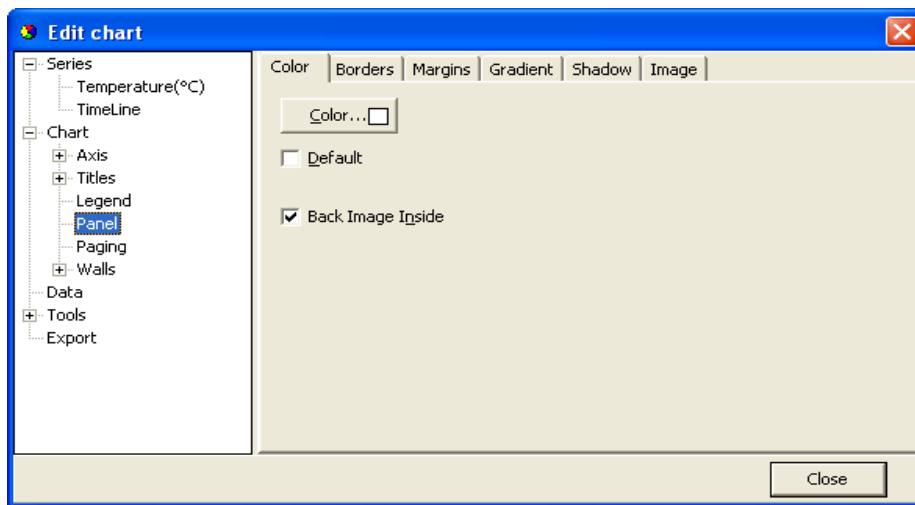 Edit chart
Series
Temperature(°C)
TimeLine
Chart
Axis
Titles
Legend
Panel
Paging
Walls
Data
Tools
Export
Color Borders Margins Gradient Shadow Image
Color...
Default
Back Image Inside
Close